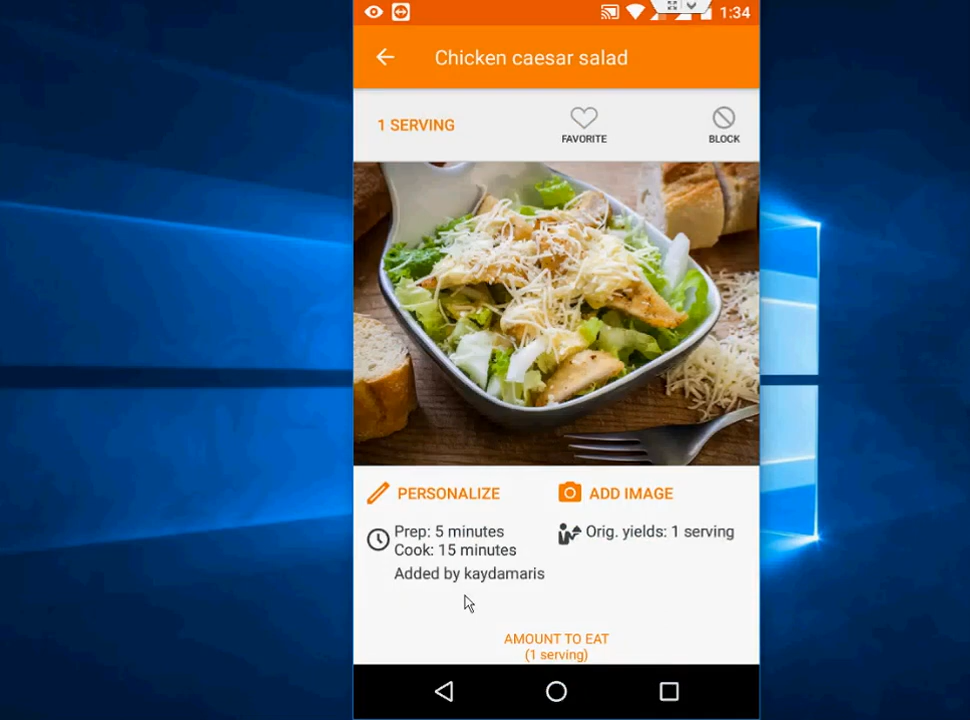 1:34
Chicken caesar salad
1 SERVING
FAVORITE
BLOCK
PERSONALIZE
ADD IMAGE
Prep: 5 minutes
Cook: 15 minutes
Orig. yields: 1 serving
Added by kaydamaris
AMOUNT TO EAT
(1 serving)